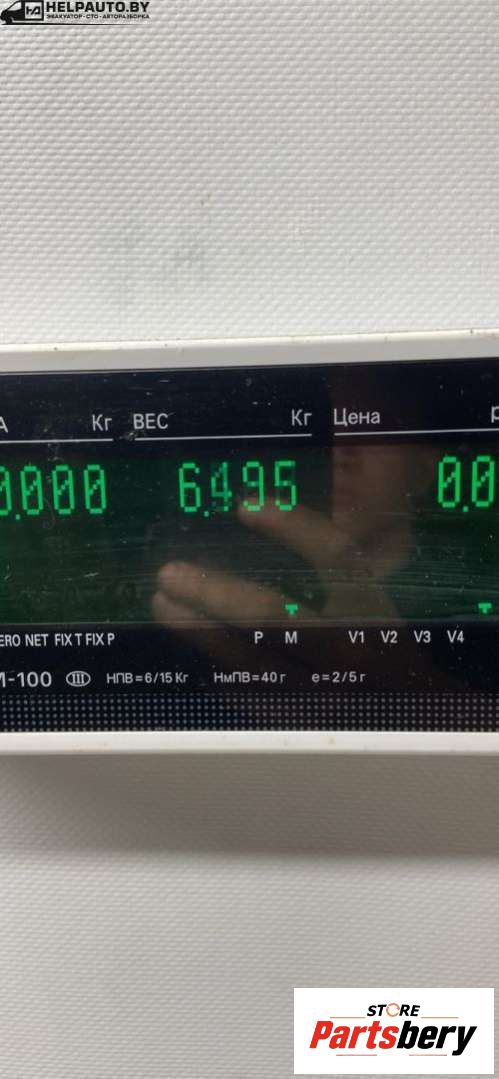 HELPAUTO.BY
ЭВАКУАТОР · СТО · АВТОРАЗБОРКА
А Кг ВЕС Кг Цена р
0.000 6.495 0.0
ERO NET FIX T FIX P P M V1 V2 V3 V4
М-100 III НПВ=6/15 Кг НмПВ=40 г e=2/5 г
STORE
Partsbery